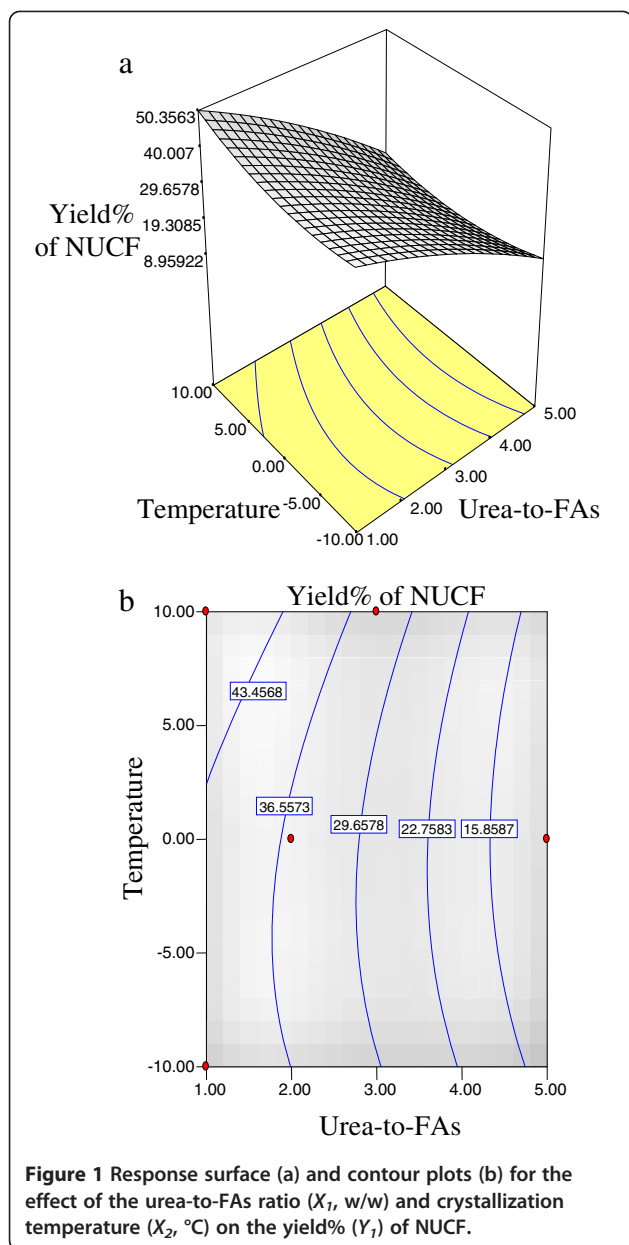 a
50.3563
40.007
29.6578
19.3085
8.95922
Yield%
of NUCF
10.00
5.00
0.00
-5.00
-10.00
Temperature
1.00
2.00
3.00
4.00
5.00
Urea-to-FAs
b
Yield% of NUCF
10.00
5.00
0.00
-5.00
-10.00
Temperature
43.4568
36.5573
29.6578
22.7583
15.8587
1.00 2.00 3.00 4.00 5.00
Urea-to-FAs
Figure 1 Response surface (a) and contour plots (b) for the
effect of the urea-to-FAs ratio (X₁, w/w) and crystallization
temperature (X₂, °C) on the yield% (Y₁) of NUCF.